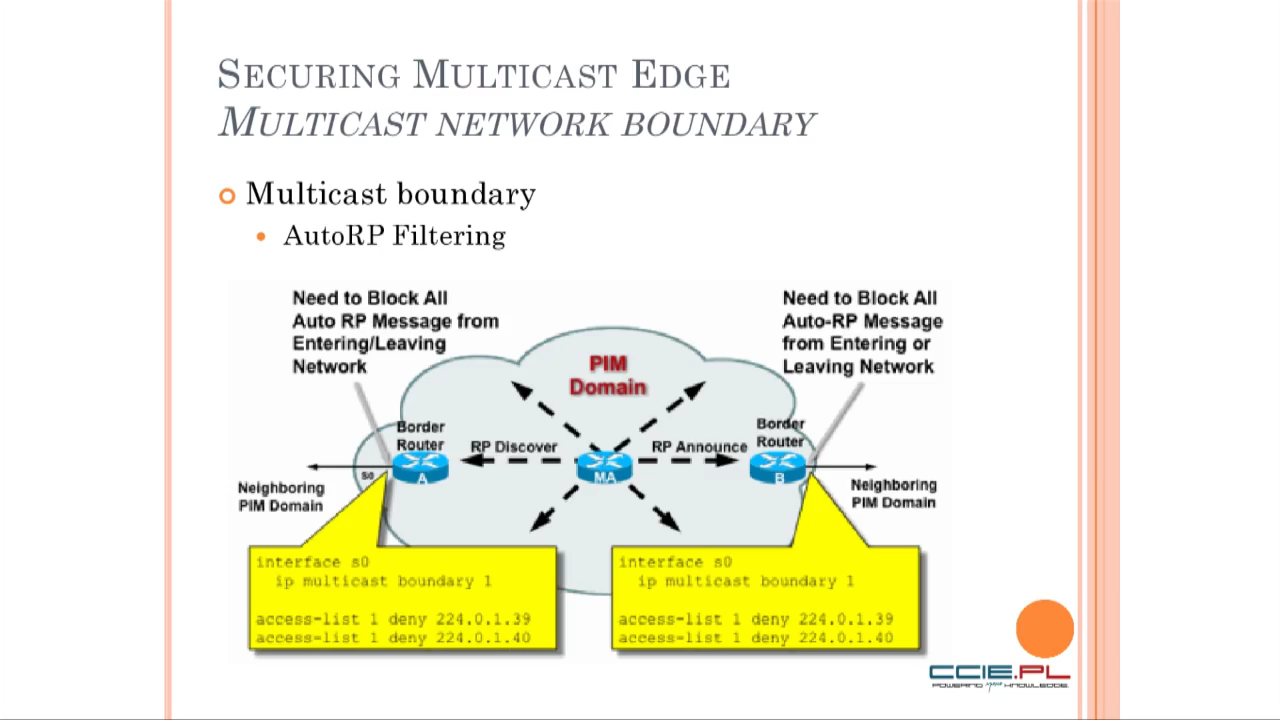 SECURING MULTICAST EDGE
MULTICAST NETWORK BOUNDARY
Multicast boundary
AutoRP Filtering
Need to Block All
Auto RP Message from
Entering/Leaving
Network
Need to Block All
Auto-RP Message
from Entering or
Leaving Network
PIM
Domain
Border
Router
RP Discover
RP Announce
Border
Router
S0
A
MA
B
Neighboring
PIM Domain
Neighboring
PIM Domain
interface s0
ip multicast boundary 1
access-list 1 deny 224.0.1.39
access-list 1 deny 224.0.1.40
interface s0
ip multicast boundary 1
access-list 1 deny 224.0.1.39
access-list 1 deny 224.0.1.40
CCIE.PL
POWERING your KNOWLEDGE